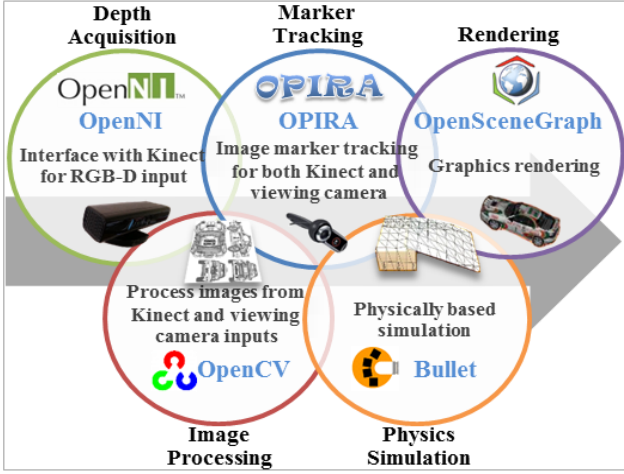 Depth
Acquisition
Marker
Tracking
Rendering
OpenNI™
OpenNI
Interface with Kinect
for RGB-D input
OPIRA
OPIRA
Image marker tracking
for both Kinect and
viewing camera
OpenSceneGraph
Graphics rendering
Process images from
Kinect and viewing
camera inputs
OpenCV
Physically based
simulation
Bullet
Image
Processing
Physics
Simulation